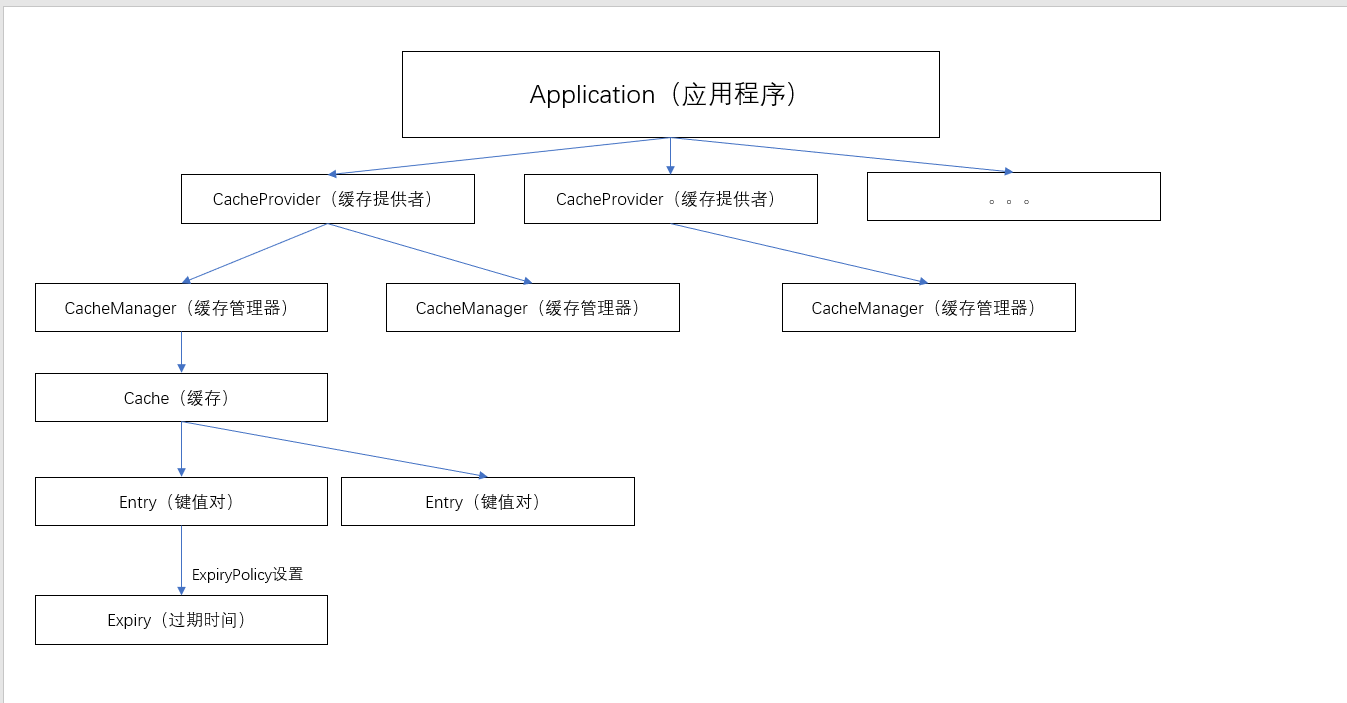 Application（应用程序）
CacheProvider（缓存提供者）
CacheProvider（缓存提供者）
。。。
CacheManager（缓存管理器）
CacheManager（缓存管理器）
CacheManager（缓存管理器）
Cache（缓存）
Entry（键值对）
Entry（键值对）
ExpiryPolicy设置
Expiry（过期时间）